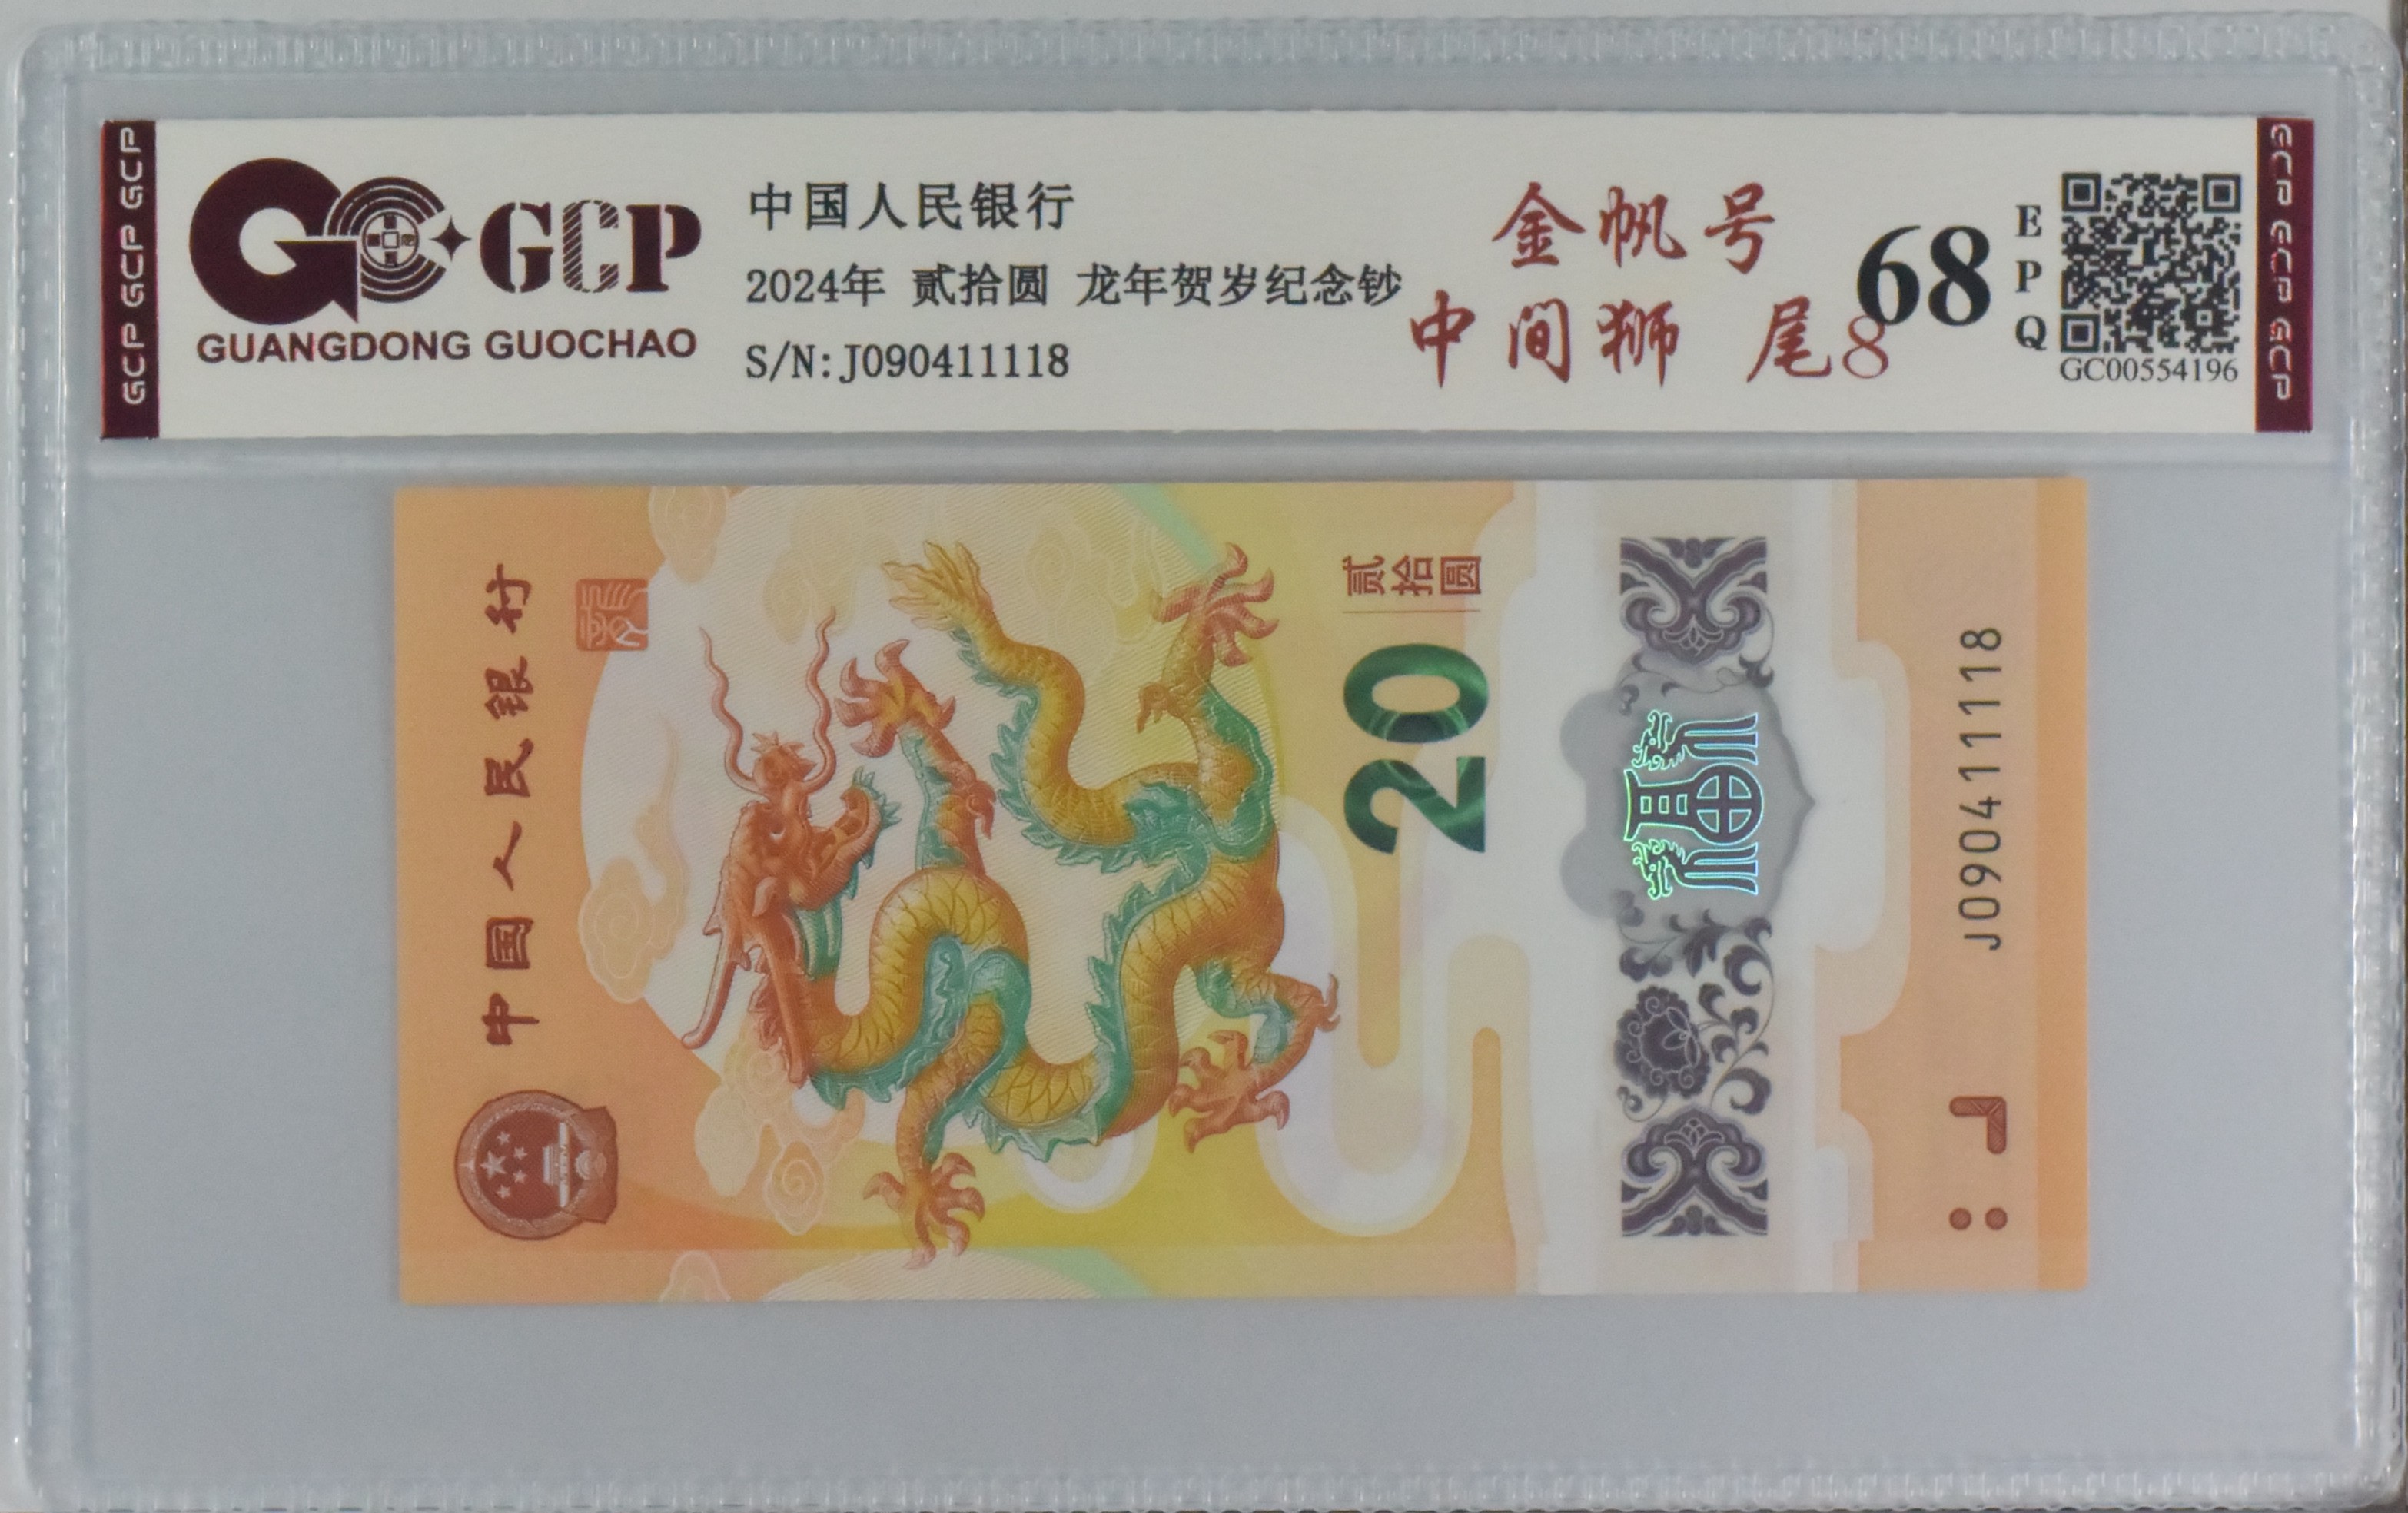 GCP GCP GCP
GCP
GUANGDONG GUOCHAO
中国人民银行
2024年 贰拾圆 龙年贺岁纪念钞
S/N:J090411118
金帆号
中间狮 尾8
68
EPQ
GC00554196
GCP GCP GCP
中国人民银行
贰拾圆
20
J090411118